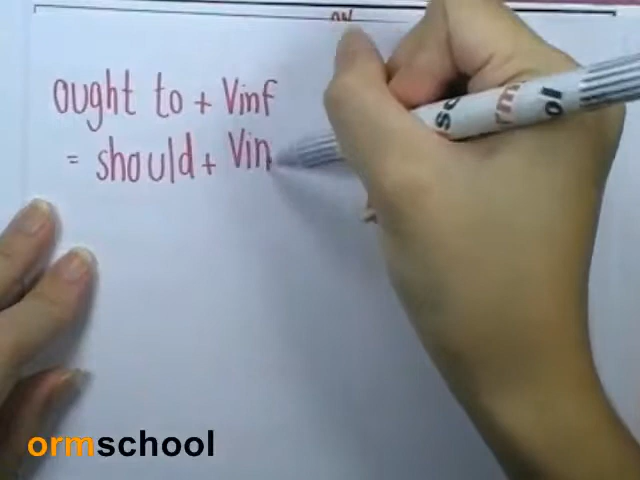 ought to + Vinf
= should + Vin
ormschool